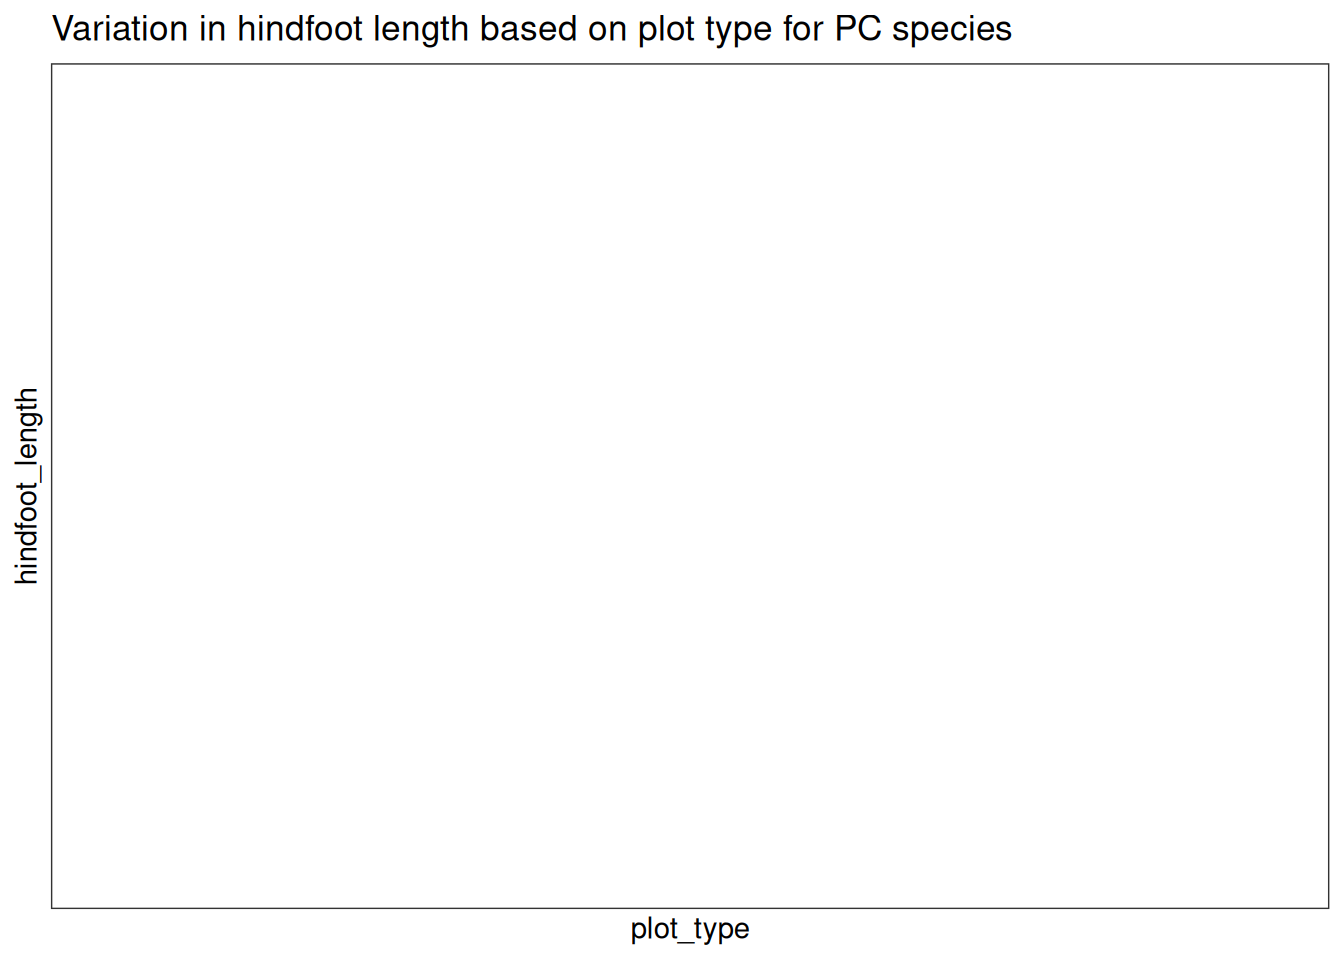 Variation in hindfoot length based on plot type for PC species
hindfoot_length
plot_type